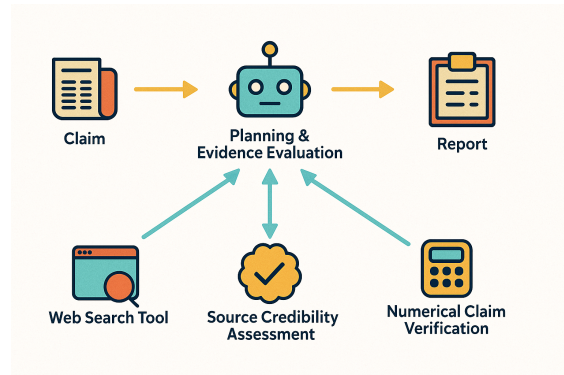 Claim
Planning &
Evidence Evaluation
Report
Web Search Tool
Source Credibility
Assessment
Numerical Claim
Verification